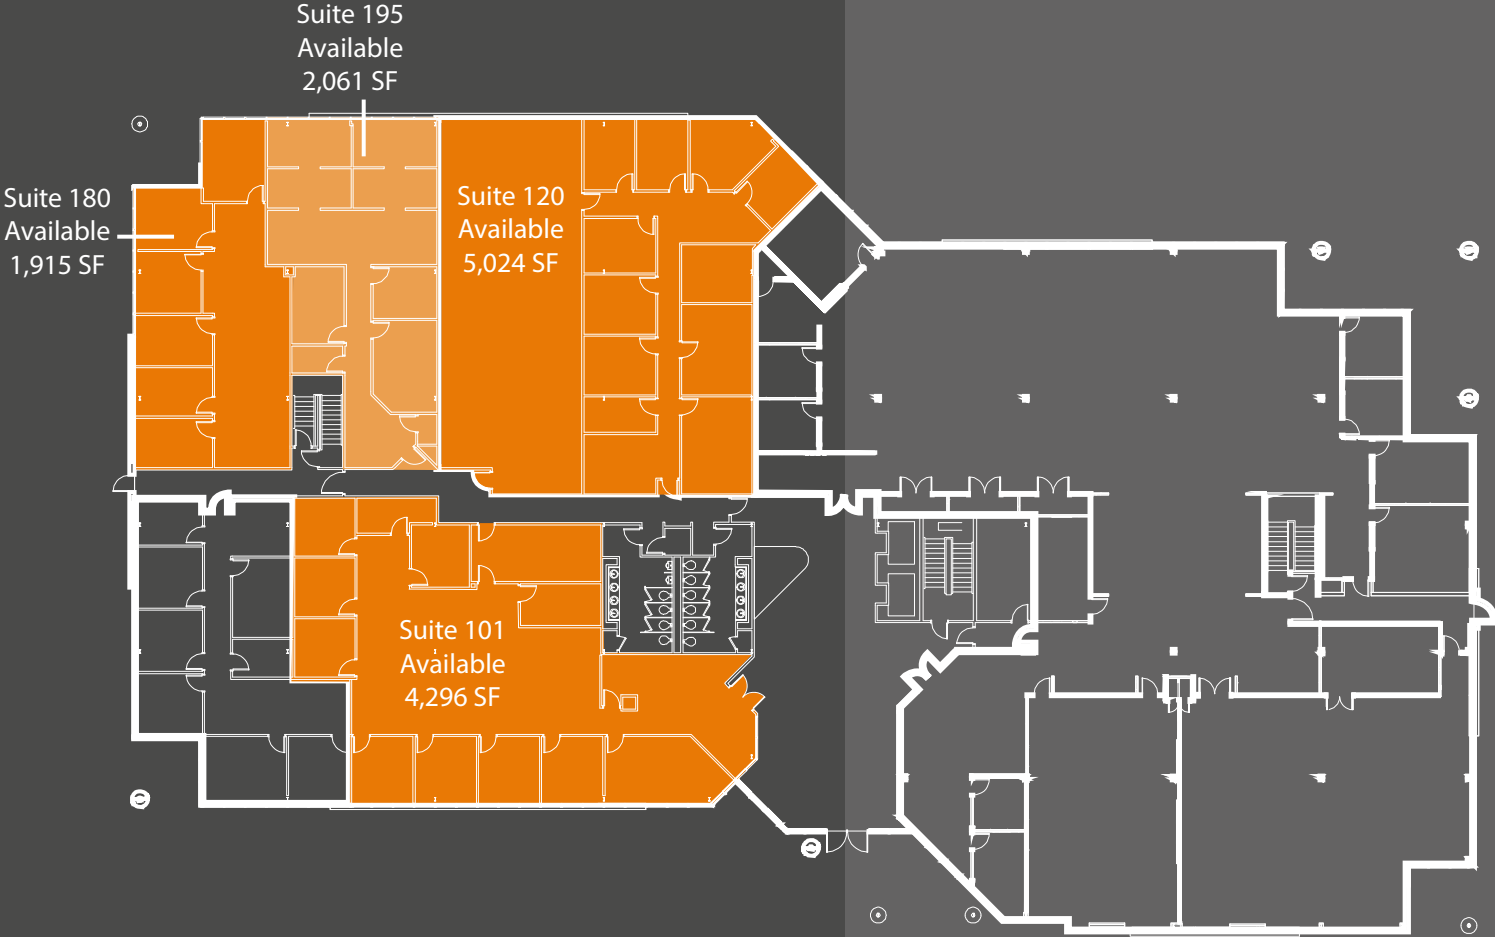 Suite 195
Available
2,061 SF
Suite 180
Available
1,915 SF
Suite 120
Available
5,024 SF
Suite 101
Available
4,296 SF